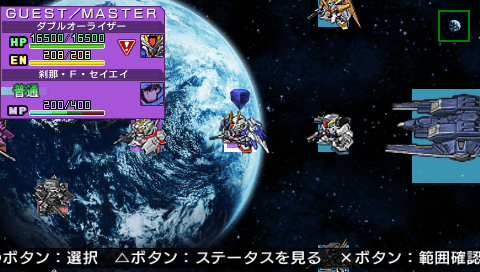 GUEST/MASTER
ダブルオーライザー
HP 16500/16500
EN 208/208
刹那・F・セイエイ
普通
MP 200/400
ボタン：選択 △ボタン：ステータスを見る ×ボタン：範囲確認